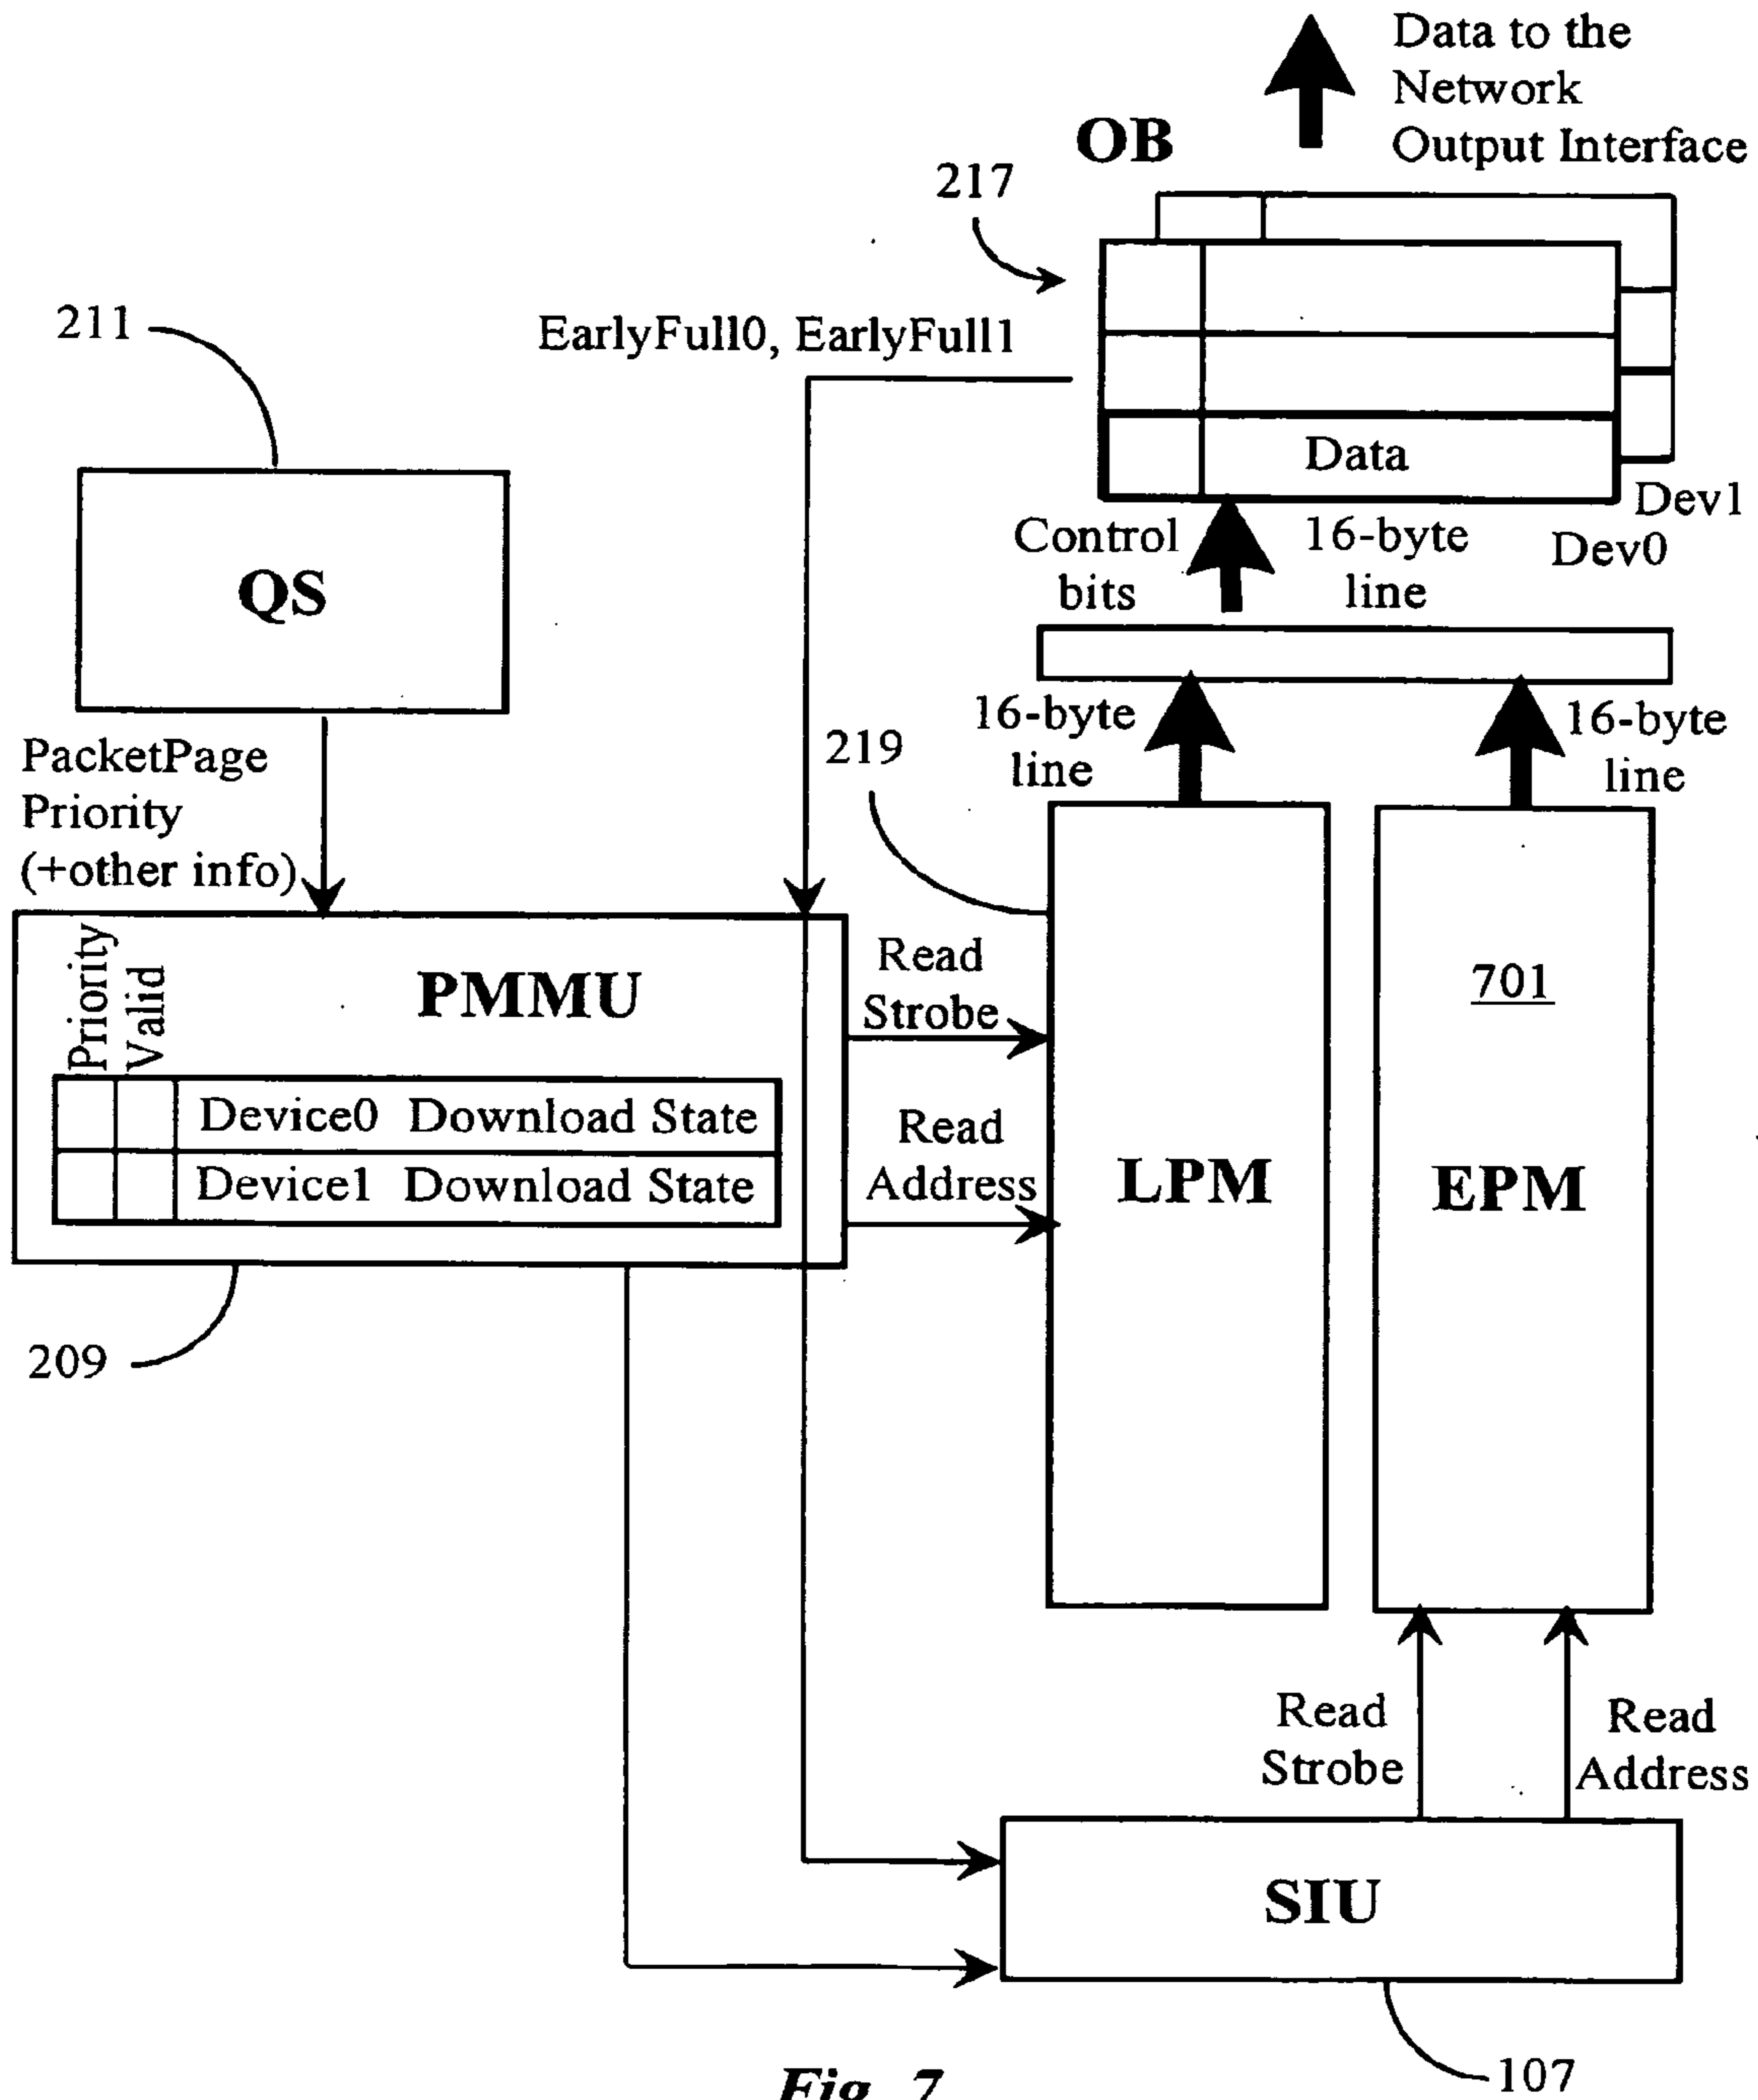 Data to the
Network
Output Interface
OB
217
211
EarlyFull0, EarlyFull1
Data
Dev1
Dev0
Control
bits
16-byte
line
QS
PacketPage
Priority
(+other info)
219
16-byte
line
16-byte
line
Priority
Valid
PMMU
Read
Strobe
701
Device0 Download State
Device1 Download State
Read
Address
LPM
EPM
209
Read
Strobe
Read
Address
SIU
107
Fig. 7